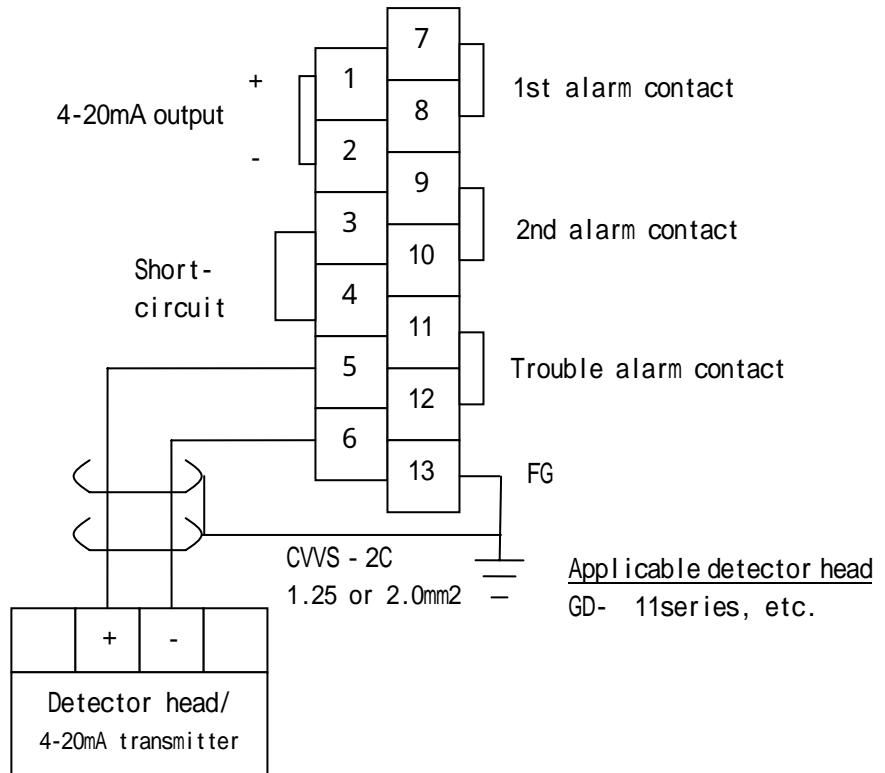 7
1
8
2
9
3
10
4
11
5
12
6
13
+
4-20mA output
-
Short-
circuit
1st alarm contact
2nd alarm contact
Trouble alarm contact
FG
CVVS - 2C
1.25 or 2.0mm2
Applicable detector head
GD- 11series, etc.
+ -
Detector head/
4-20mA transmitter